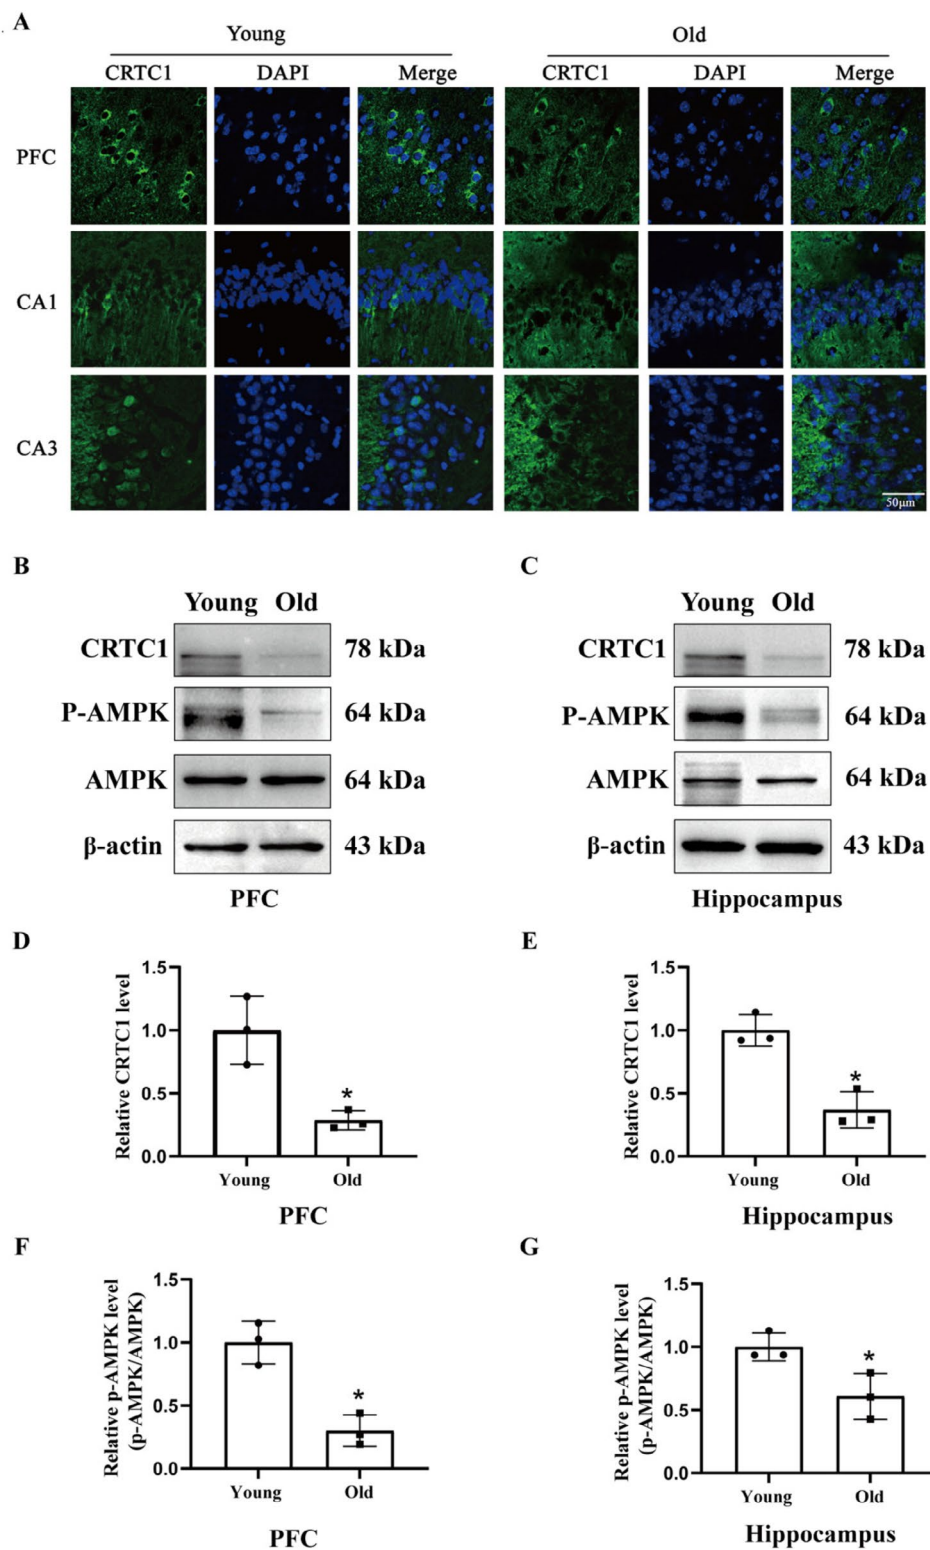 A
Young Old
CRTC1 DAPI Merge CRTC1 DAPI Merge
PFC
CA1
CA3
50μm
B
Young Old
CRTC1 78 kDa
P-AMPK 64 kDa
AMPK 64 kDa
β-actin 43 kDa
PFC
C
Young Old
CRTC1 78 kDa
P-AMPK 64 kDa
AMPK 64 kDa
β-actin 43 kDa
Hippocampus
D
Relative CRTC1 level
1.5
1.0
0.5
0.0
*
Young Old
PFC
E
Relative CRTC1 level
1.5
1.0
0.5
0.0
*
Young Old
Hippocampus
F
Relative p-AMPK level
(p-AMPK/AMPK)
1.5
1.0
0.5
0.0
*
Young Old
PFC
G
Relative p-AMPK level
(p-AMPK/AMPK)
1.5
1.0
0.5
0.0
*
Young Old
Hippocampus